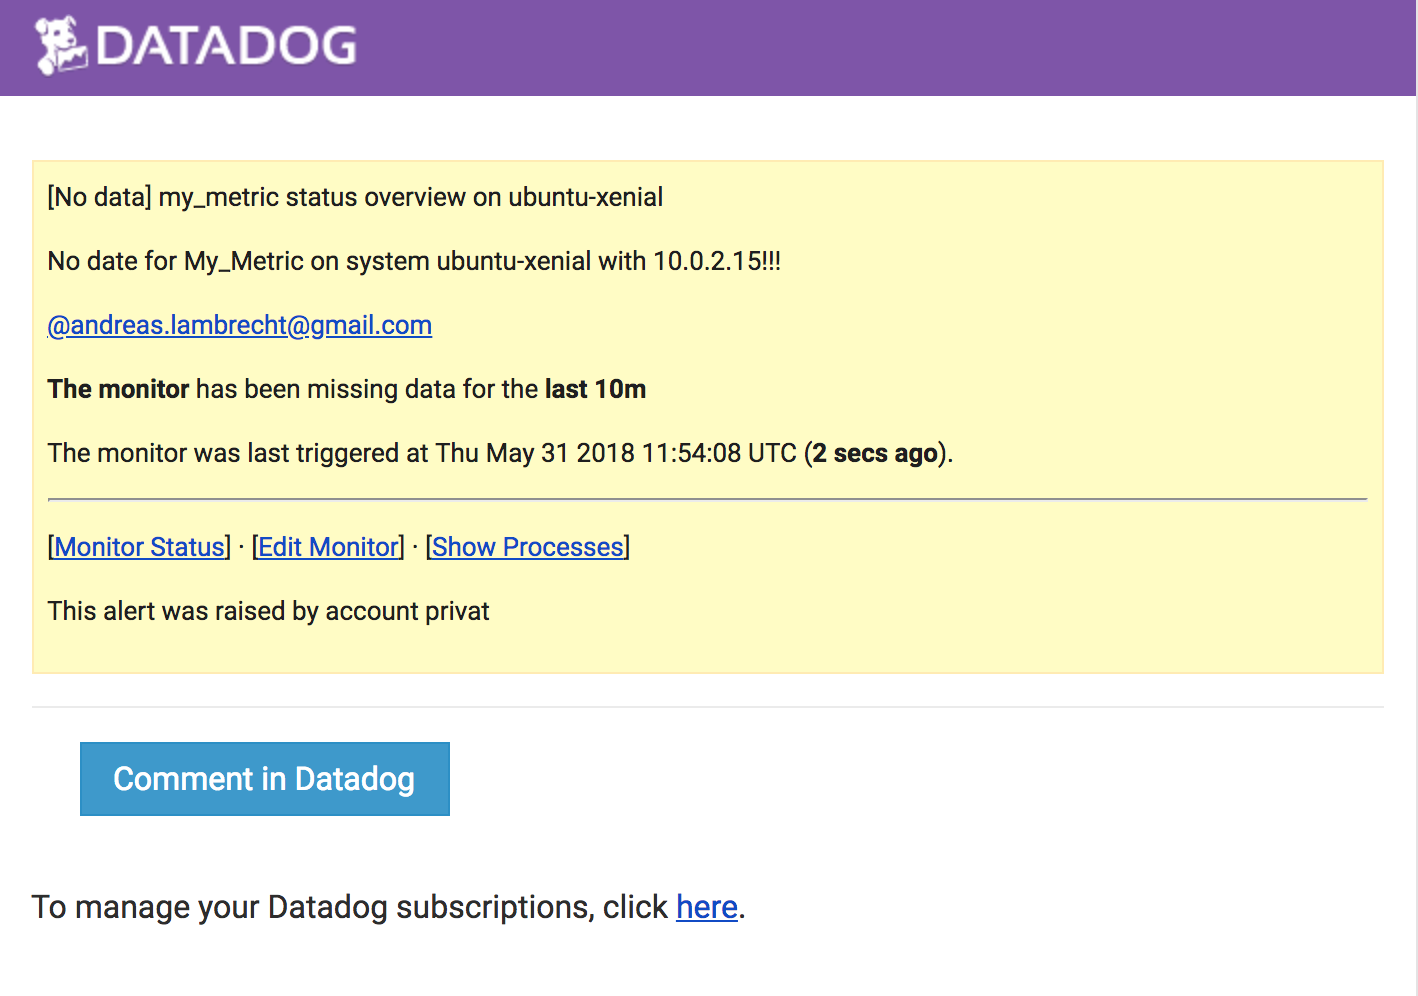 DATADOG
[No data] my_metric status overview on ubuntu-xenial
No date for My_Metric on system ubuntu-xenial with 10.0.2.15!!!
@andreas.lambrecht@gmail.com
The monitor has been missing data for the last 10m
The monitor was last triggered at Thu May 31 2018 11:54:08 UTC (2 secs ago).
[Monitor Status] · [Edit Monitor] · [Show Processes]
This alert was raised by account privat
Comment in Datadog
To manage your Datadog subscriptions, click here.